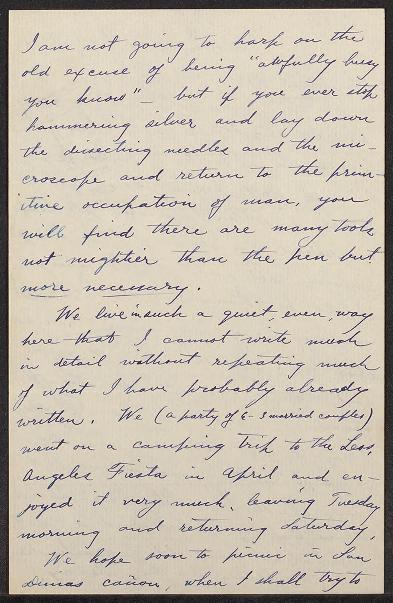 I am not going to harp on the
old excuse of being "awfully busy
you know" – but if you ever stop
hammering silver and lay down
the dissecting needles and the mi-
croscope and return to the prim-
itive occupation of man, you
will find there are many tools
not mightier than the pen but
more necessary.
We live in such a quiet, even, way
here that I cannot write much
in detail without repeating much
of what I have probably already
written. We (a party of 6 - 3 married couples)
went on a camping trip to the Los
Angeles Fiesta in April and en-
joyed it very much, leaving Tuesday
morning and returning Saturday.
We hope soon to picnic in San
Dimas cañon, when I shall try to